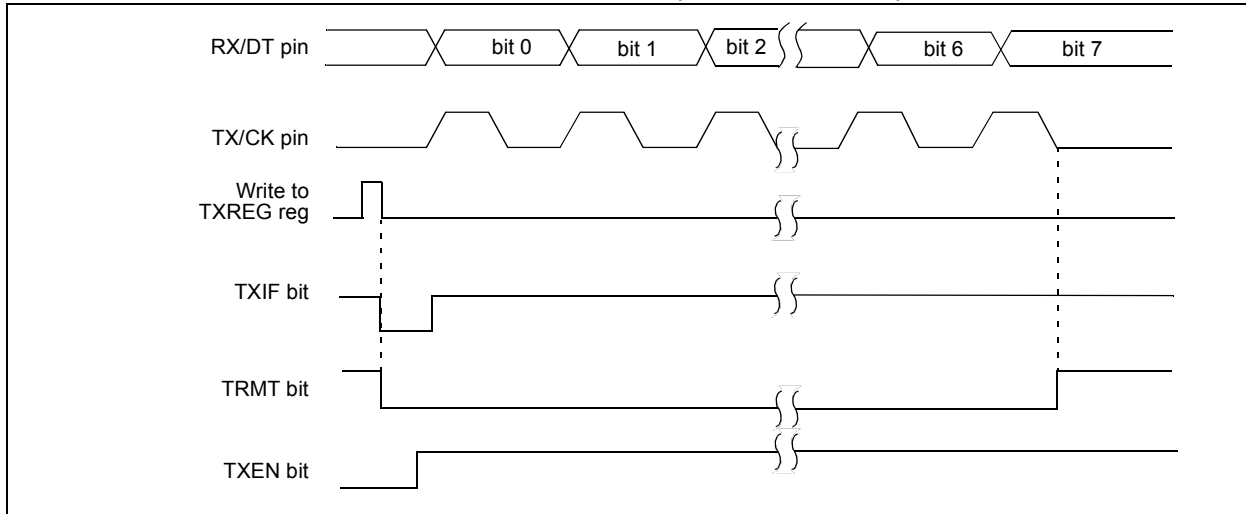 RX/DT pin
bit 0
bit 1
bit 2
bit 6
bit 7
TX/CK pin
Write to
TXREG reg
TXIF bit
TRMT bit
TXEN bit